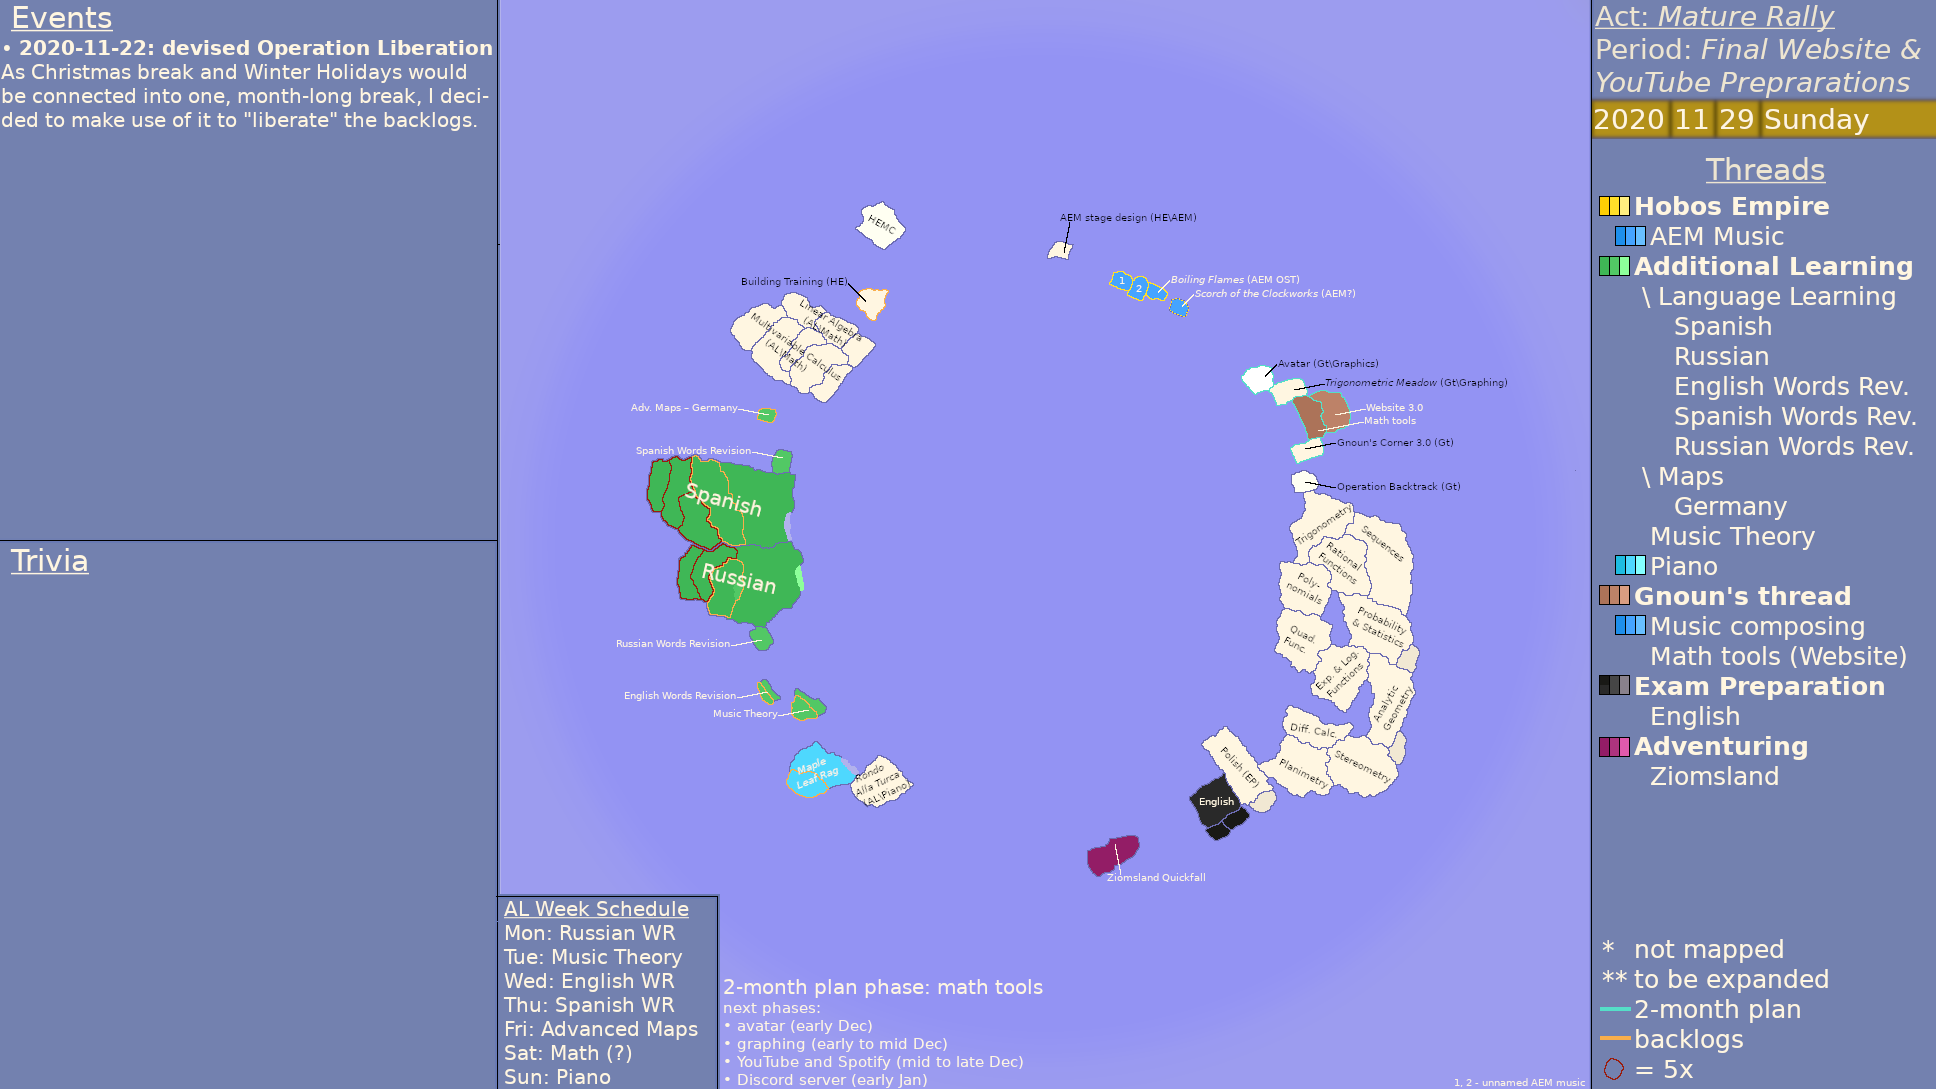 Events
• 2020-11-22: devised Operation Liberation
As Christmas break and Winter Holidays would
be connected into one, month-long break, I deci-
ded to make use of it to "liberate" the backlogs.
Trivia
HEMC
Building Training (HE)
Linear Algebra
(AL\Math)
Multivariable Calculus
(AL\Math)
Adv. Maps – Germany
Spanish Words Revision
Spanish
Russian
Russian Words Revision
English Words Revision
Music Theory
Maple
Leaf Rag
Rondo
Alla Turca
(AL\Piano)
AEM stage design (HE\AEM)
1
2
Boiling Flames (AEM OST)
Scorch of the Clockworks (AEM?)
Avatar (Gt\Graphics)
Trigonometric Meadow (Gt\Graphing)
Website 3.0
Math tools
Gnoun's Corner 3.0 (Gt)
Operation Backtrack (Gt)
Trigonometry
Sequences
Rational
Functions
Poly-
nomials
Probability
& Statistics
Quad.
Func.
Exp. & Log.
Functions
Analytic
Geometry
Diff. Calc.
Planimetry
Stereometry
Polish (EP)
English
Ziomsland Quickfall
AL Week Schedule
Mon: Russian WR
Tue: Music Theory
Wed: English WR
Thu: Spanish WR
Fri: Advanced Maps
Sat: Math (?)
Sun: Piano
2-month plan phase: math tools
next phases:
• avatar (early Dec)
• graphing (early to mid Dec)
• YouTube and Spotify (mid to late Dec)
• Discord server (early Jan)
1, 2 - unnamed AEM music
Act: Mature Rally
Period: Final Website &
YouTube Preprarations
2020 11 29 Sunday
Threads
Hobos Empire
AEM Music
Additional Learning
\ Language Learning
Spanish
Russian
English Words Rev.
Spanish Words Rev.
Russian Words Rev.
\ Maps
Germany
Music Theory
Piano
Gnoun's thread
Music composing
Math tools (Website)
Exam Preparation
English
Adventuring
Ziomsland
* not mapped
** to be expanded
2-month plan
backlogs
= 5x